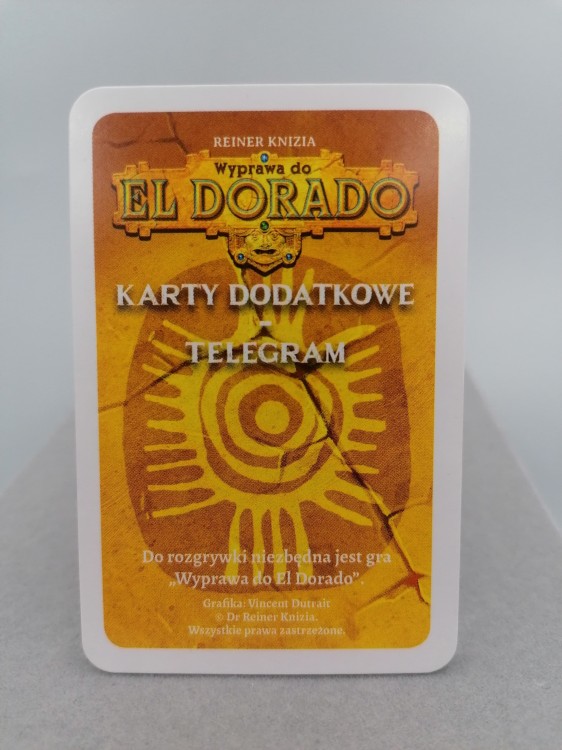 REINER KNIZIA
Wyprawa do
EL DORADO
KARTY DODATKOWE
-
TELEGRAM
Do rozgrywki niezbędna jest gra
„Wyprawa do El Dorado”.
Grafika: Vincent Dutrait
© Dr Reiner Knizia.
Wszystkie prawa zastrzeżone.